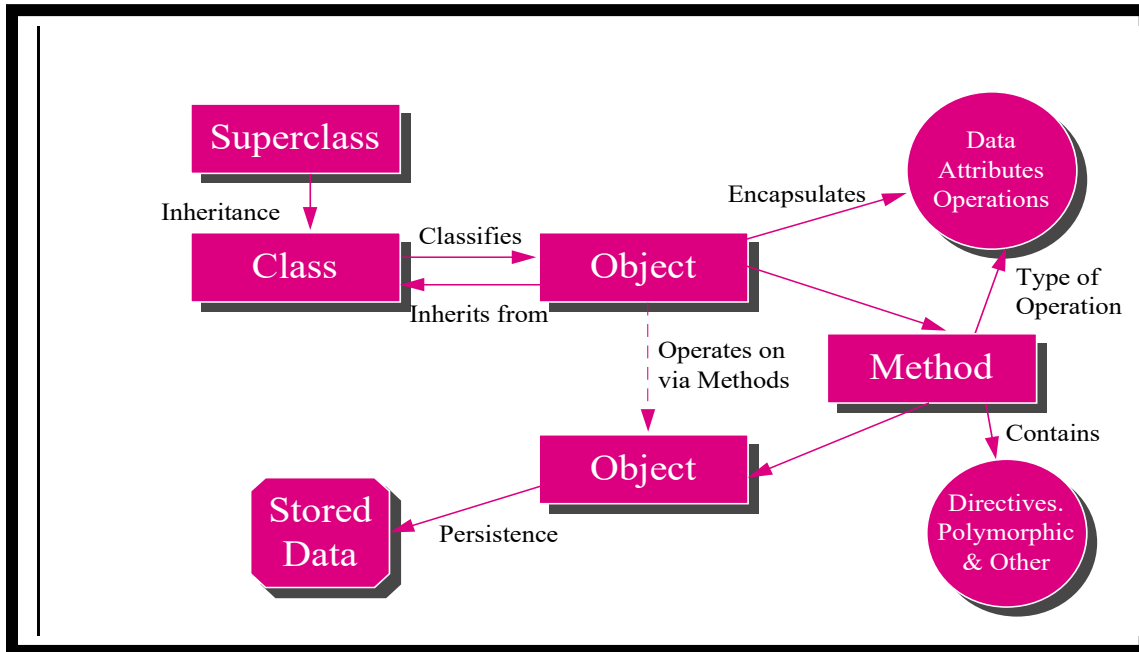 Superclass
Data
Attributes
Operations
Encapsulates
Inheritance
Classifies
Class
Object
Type of
Operation
Inherits from
Operates on
via Methods
Method
Contains
Object
Stored
Data
Persistence
Directives.
Polymorphic
& Other